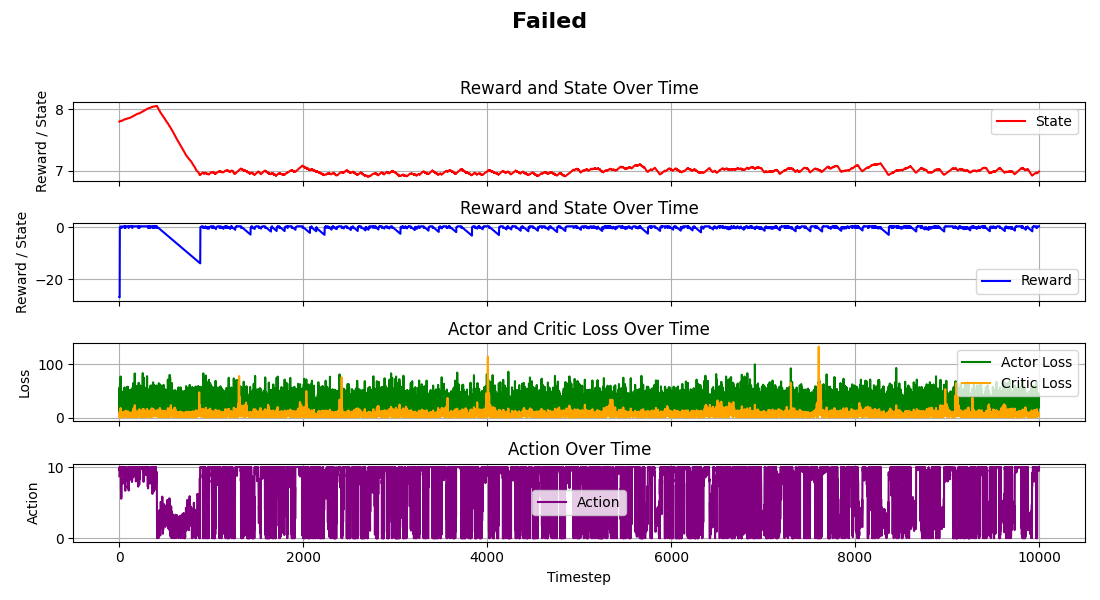 Failed
Reward and State Over Time
Reward / State
8
7
State
Reward and State Over Time
Reward / State
0
−20
Reward
Actor and Critic Loss Over Time
Loss
100
0
Actor Loss
Critic Loss
Action Over Time
Action
10
0
Action
0 2000 4000 6000 8000 10000
Timestep